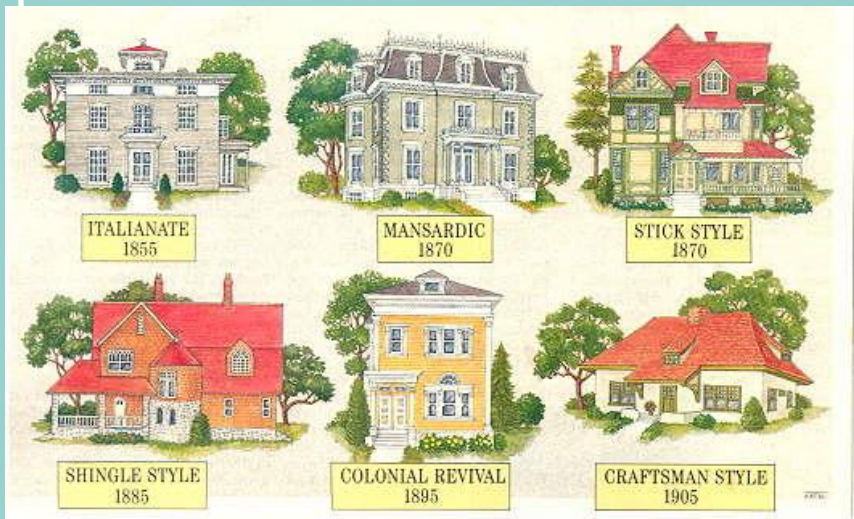 ITALIANATE
1855
MANSARDIC
1870
STICK STYLE
1870
SHINGLE STYLE
1885
COLONIAL REVIVAL
1895
CRAFTSMAN STYLE
1905